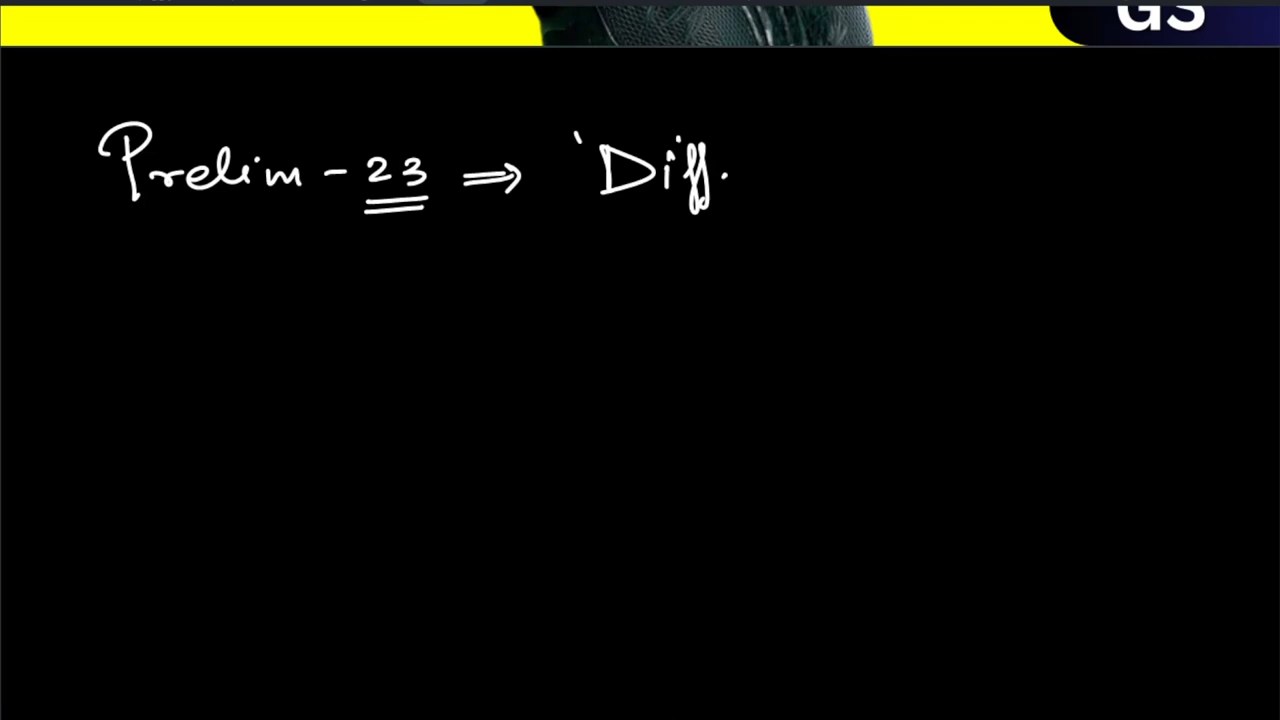 GS
Prelim - 23 ⇒ 'Diff.